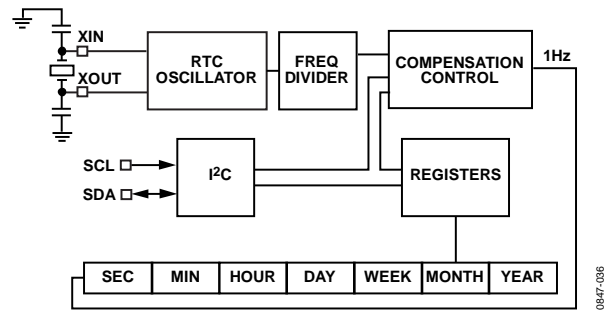 XIN
XOUT
RTC
OSCILLATOR
FREQ
DIVIDER
COMPENSATION
CONTROL
1Hz
SCL
SDA
I²C
REGISTERS
SEC MIN HOUR DAY WEEK MONTH YEAR
0847-036